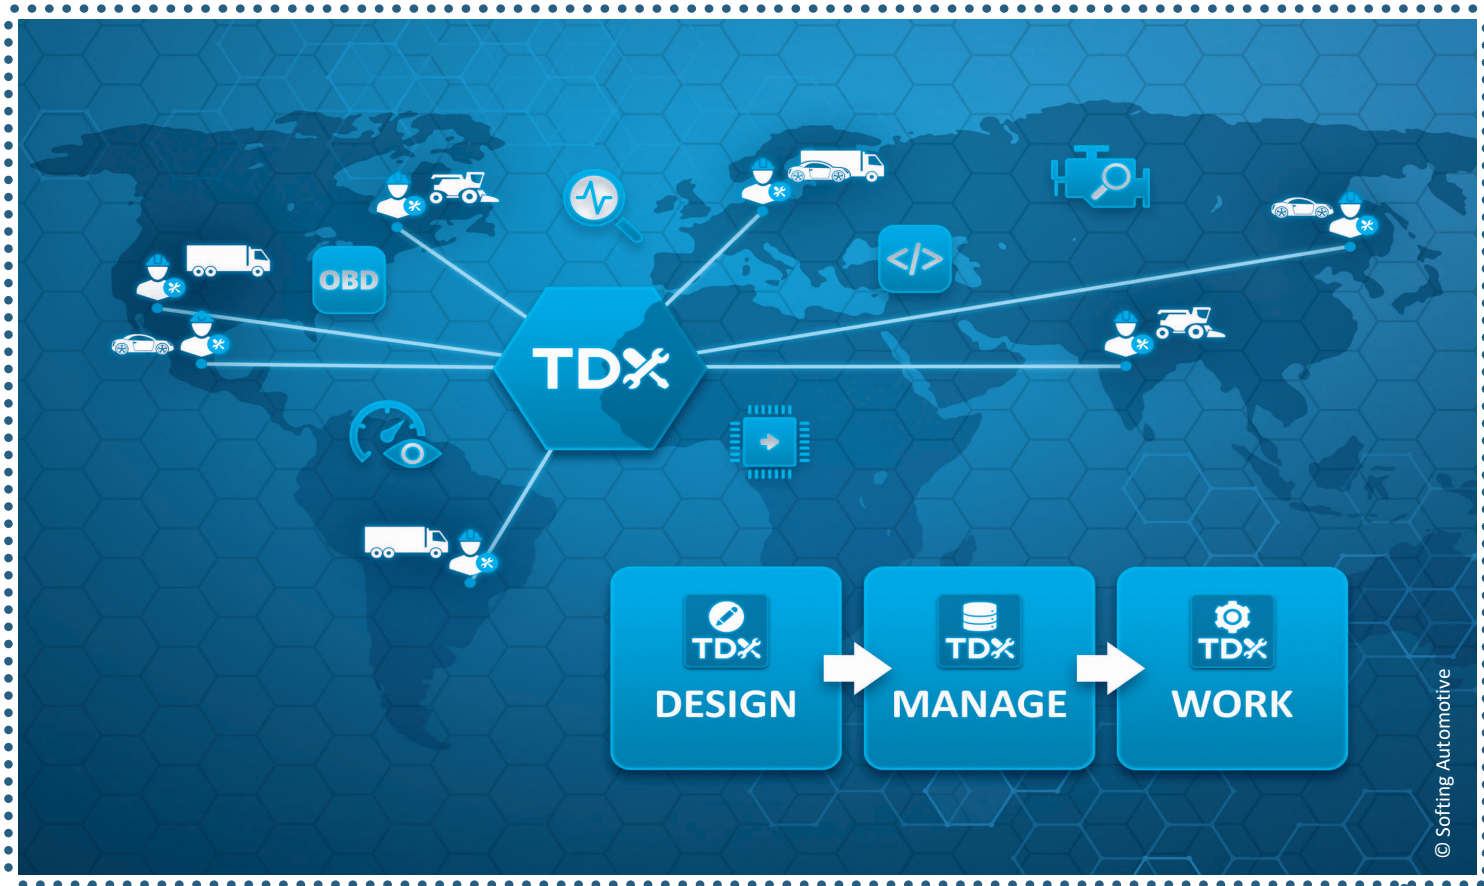 OBD
</>
TDX
TDX
DESIGN
TDX
MANAGE
TDX
WORK
© Softing Automotive